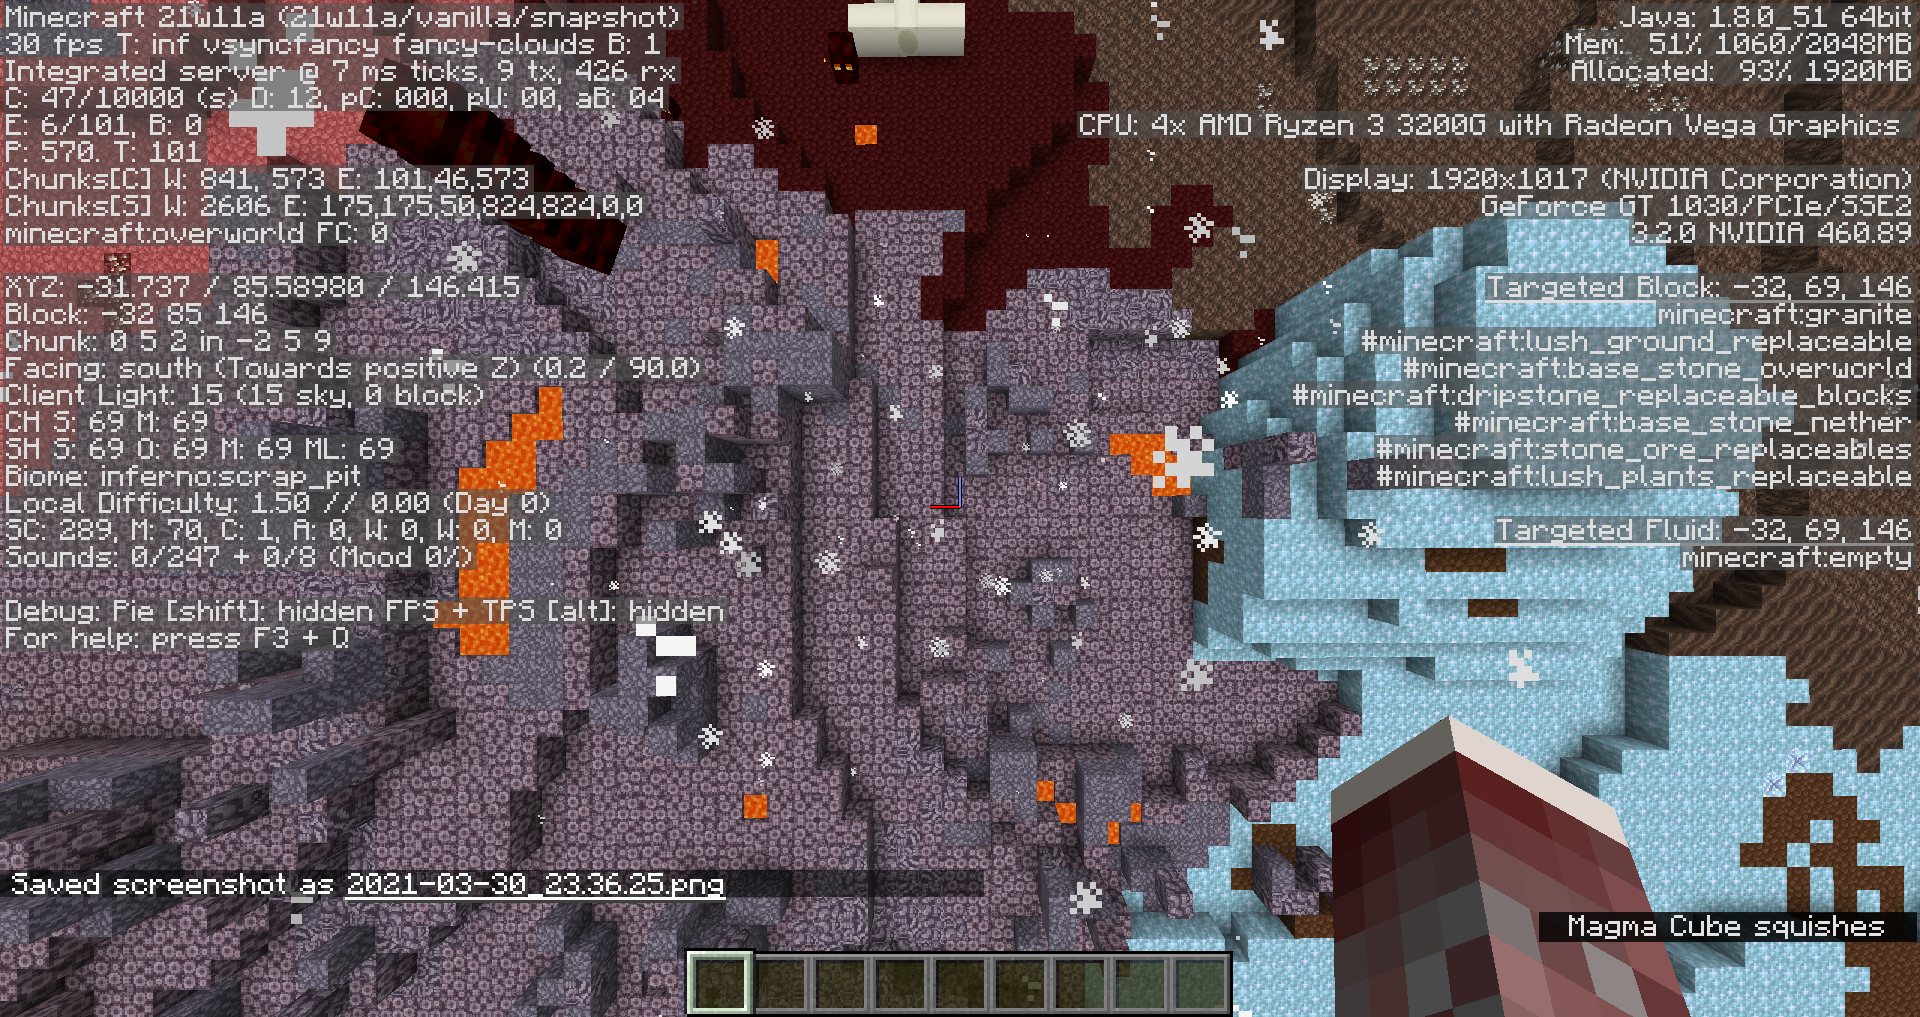 Minecraft 21w11a (21w11a/vanilla/snapshot)
30 fps T: inf vsyncfancy fancy-clouds B: 1
Integrated server @ 7 ms ticks, 9 tx, 426 rx
C: 47/10000 (s) D: 12, pC: 000, pU: 00, aB: 04
E: 6/101, B: 0
P: 570. T: 101
Chunks[C] W: 841, 573 E: 101,46,573
Chunks[S] W: 2606 E: 175,175,50,824,824,0,0
minecraft:overworld FC: 0
XYZ: -31.737 / 85.58980 / 146.415
Block: -32 85 146
Chunk: 0 5 2 in -2 5 9
Facing: south (Towards positive Z) (0.2 / 90.0)
Client Light: 15 (15 sky, 0 block)
CH S: 69 M: 69
SH S: 69 O: 69 M: 69 ML: 69
Biome: inferno:scrap_pit
Local Difficulty: 1.50 // 0.00 (Day 0)
SC: 289, M: 70, C: 1, A: 0, W: 0, W: 0, M: 0
Sounds: 0/247 + 0/8 (Mood 0%)
Debug: Pie [shift]: hidden FPS + TPS [alt]: hidden
For help: press F3 + Q
Java: 1.8.0_51 64bit
Mem: 51% 1060/2048MB
Allocated: 93% 1920MB
CPU: 4x AMD Ryzen 3 3200G with Radeon Vega Graphics
Display: 1920x1017 (NVIDIA Corporation)
GeForce GT 1030/PCIe/SSE2
3.2.0 NVIDIA 460.89
Targeted Block: -32, 69, 146
minecraft:granite
#minecraft:lush_ground_replaceable
#minecraft:base_stone_overworld
#minecraft:dripstone_replaceable_blocks
#minecraft:base_stone_nether
#minecraft:stone_ore_replaceables
#minecraft:lush_plants_replaceable
Targeted Fluid: -32, 69, 146
minecraft:empty
Saved screenshot as 2021-03-30_23.36.25.png
Magma Cube squishes